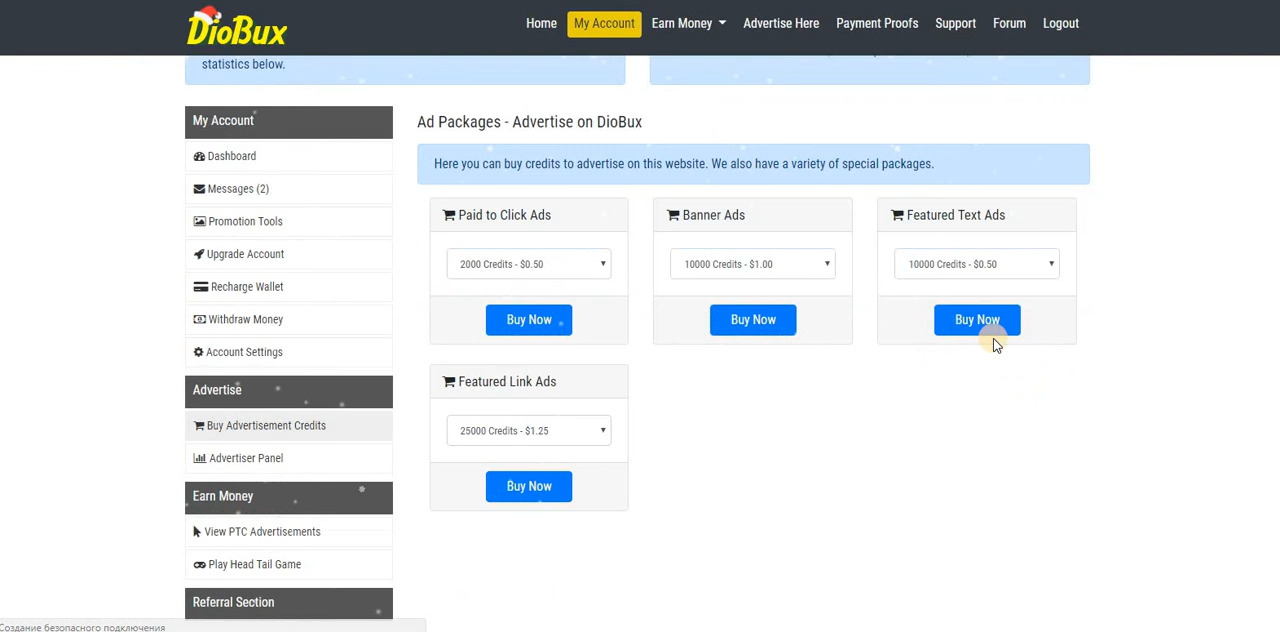 DioBux
Home
My Account
Earn Money
Advertise Here
Payment Proofs
Support
Forum
Logout
statistics below.
My Account
Dashboard
Messages (2)
Promotion Tools
Upgrade Account
Recharge Wallet
Withdraw Money
Account Settings
Advertise
Buy Advertisement Credits
Advertiser Panel
Earn Money
View PTC Advertisements
Play Head Tail Game
Referral Section
Ad Packages - Advertise on DioBux
Here you can buy credits to advertise on this website. We also have a variety of special packages.
Paid to Click Ads
2000 Credits - $0.50
Buy Now
Banner Ads
10000 Credits - $1.00
Buy Now
Featured Text Ads
10000 Credits - $0.50
Buy Now
Featured Link Ads
25000 Credits - $1.25
Buy Now
Создание безопасного подключения